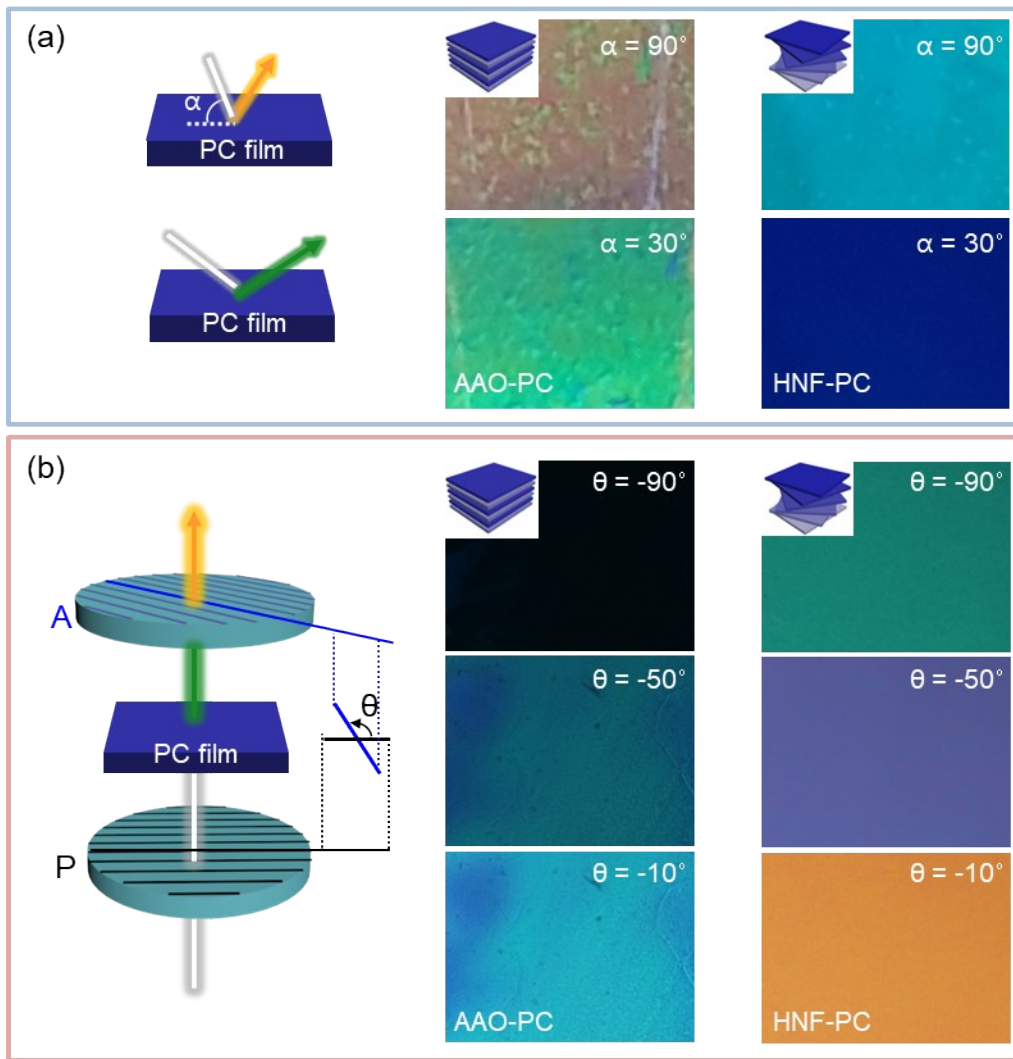 (a)
α
PC film
PC film
α = 90°
α = 30°
AAO-PC
α = 90°
α = 30°
HNF-PC
(b)
A
θ
PC film
P
θ = -90°
θ = -50°
θ = -10°
AAO-PC
θ = -90°
θ = -50°
θ = -10°
HNF-PC